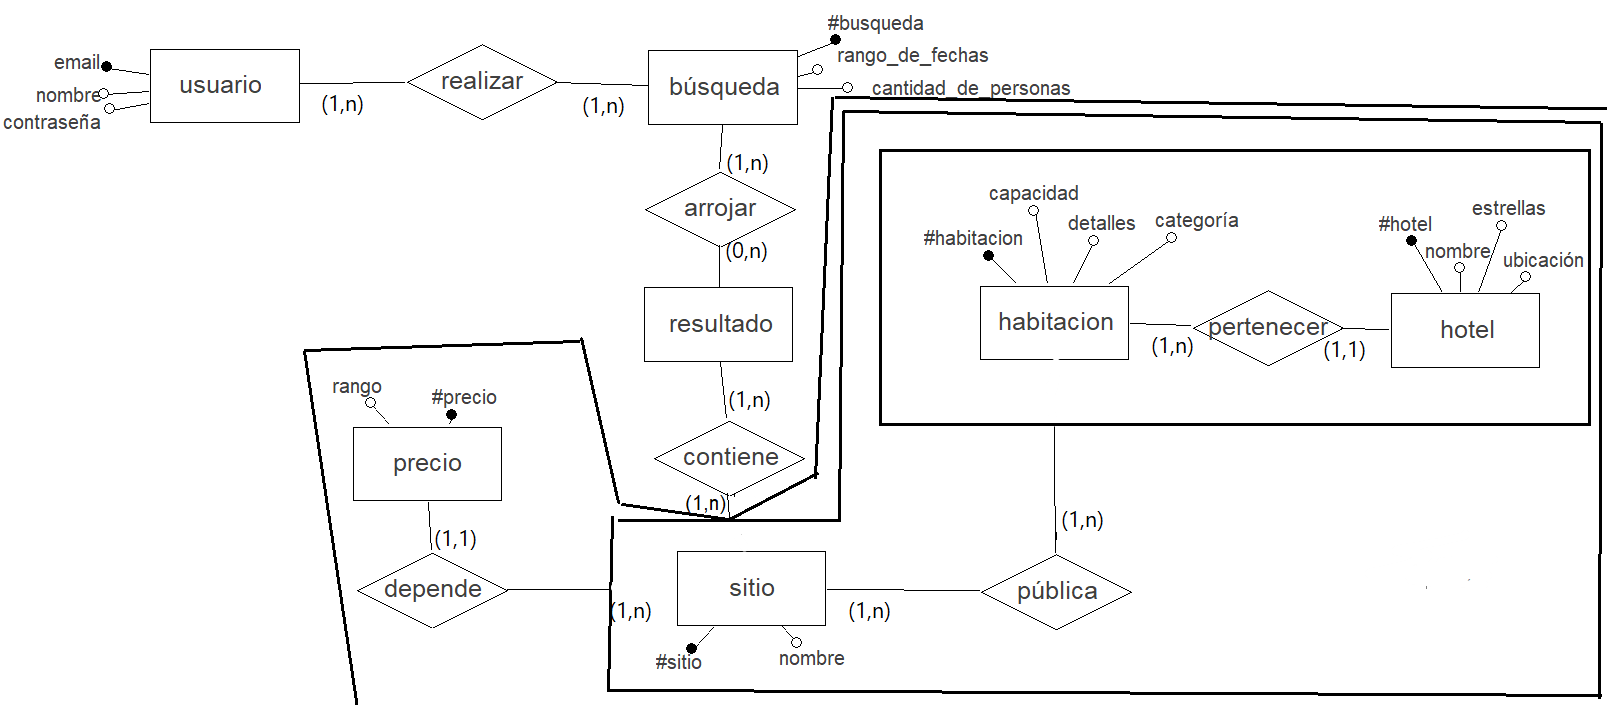 #busqueda
email
usuario
realizar
búsqueda
rango_de_fechas
nombre
(1,n)
(1,n)
cantidad_de_personas
contraseña
(1,n)
arrojar
(0,n)
capacidad
detalles
categoría
#habitacion
estrellas
#hotel
nombre
ubicación
resultado
habitacion
pertenecer
hotel
(1,n)
(1,1)
rango
#precio
(1,n)
precio
contiene
(1,n)
(1,n)
(1,1)
depende
sitio
pública
(1,n)
(1,n)
#sitio
nombre